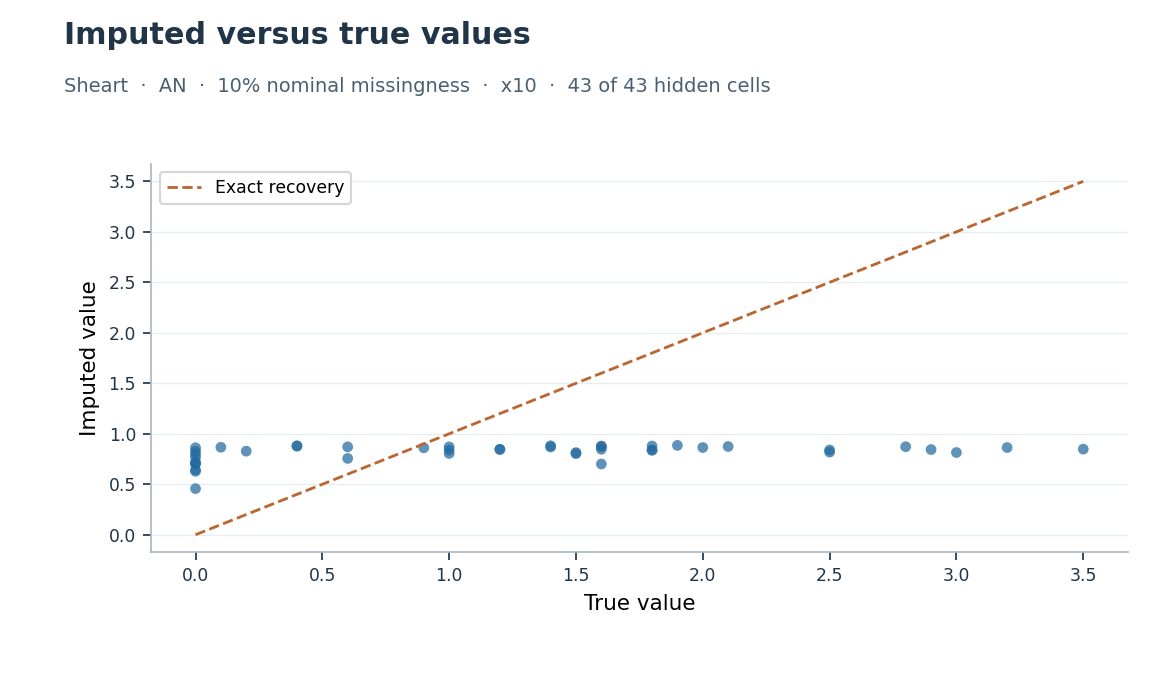 Imputed versus true values
Sheart · AN · 10% nominal missingness · x10 · 43 of 43 hidden cells
Exact recovery
3.5
3.0
2.5
2.0
1.5
1.0
0.5
0.0
Imputed value
0.0 0.5 1.0 1.5 2.0 2.5 3.0 3.5
True value